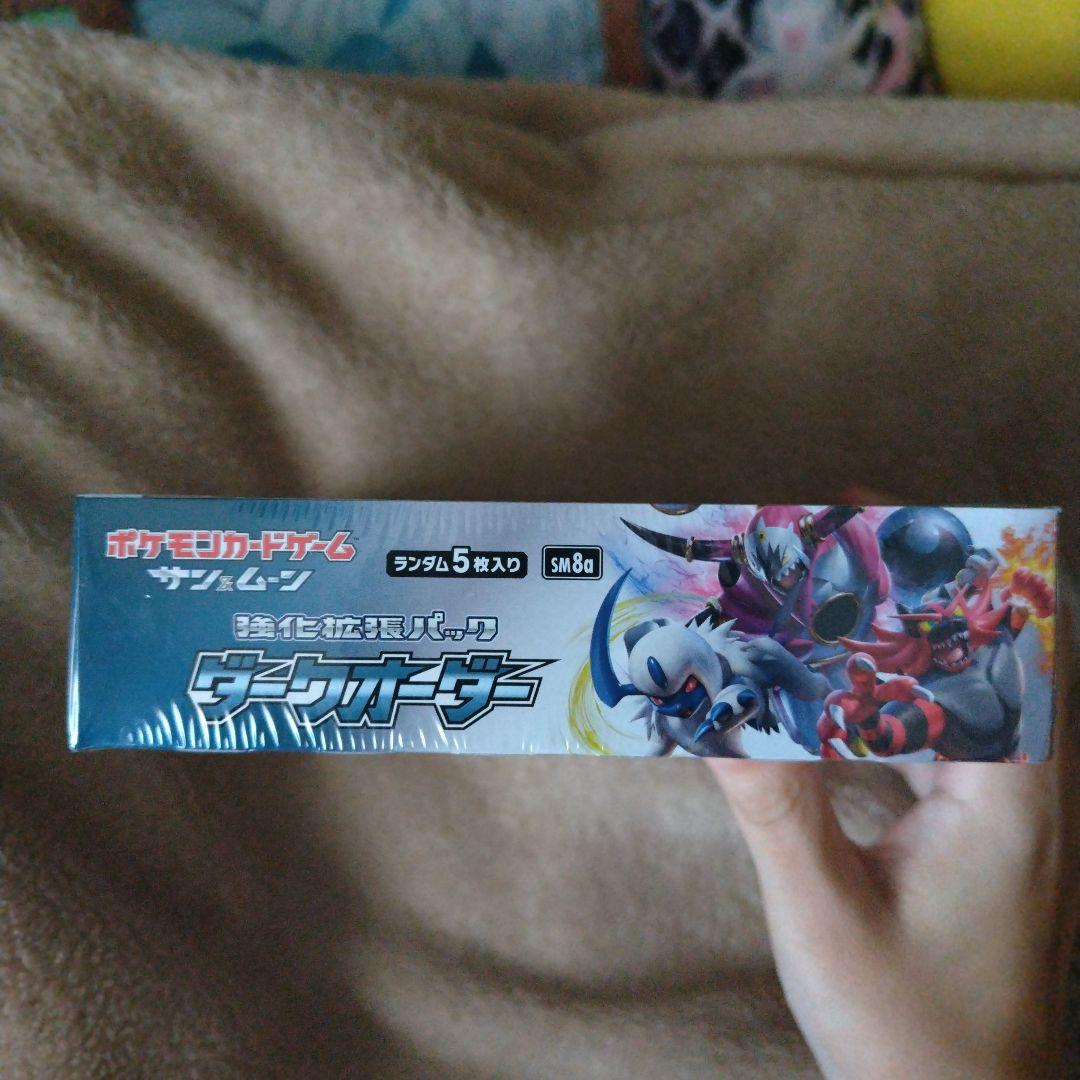 ポケモンカードゲーム™
サン&ムーン
ランダム5枚入り
SM8a
強化拡張パック
ダークオーダー